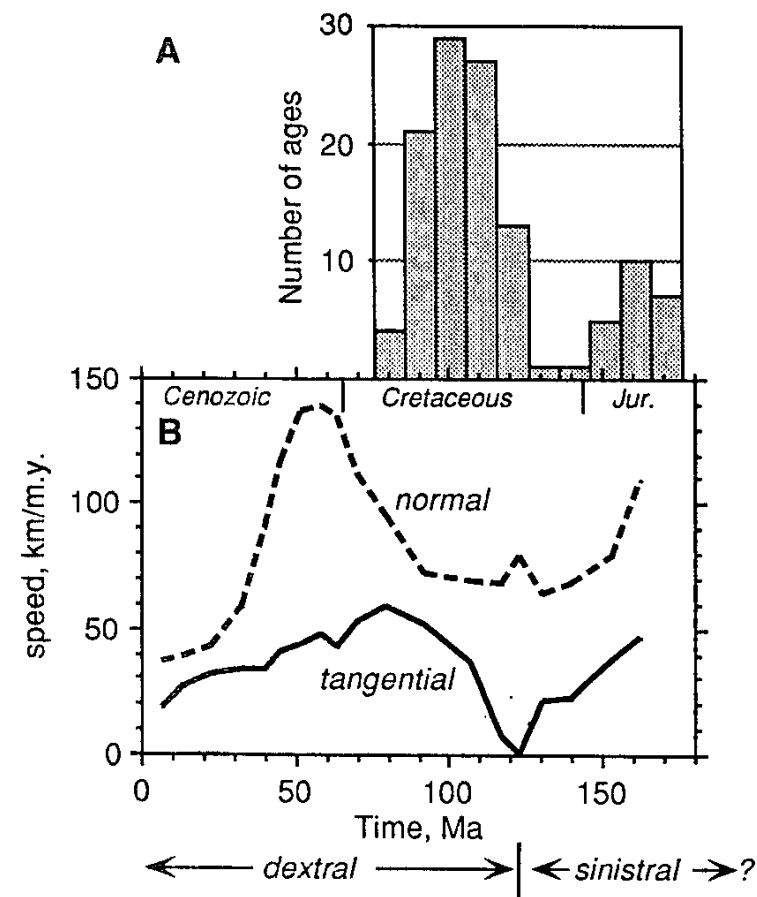 A
30
20
10
Number of ages
150
100
50
0
speed, km/m.y.
Cenozoic
Cretaceous
Jur.
B
normal
tangential
0
50
100
150
Time, Ma
dextral
sinistral
?